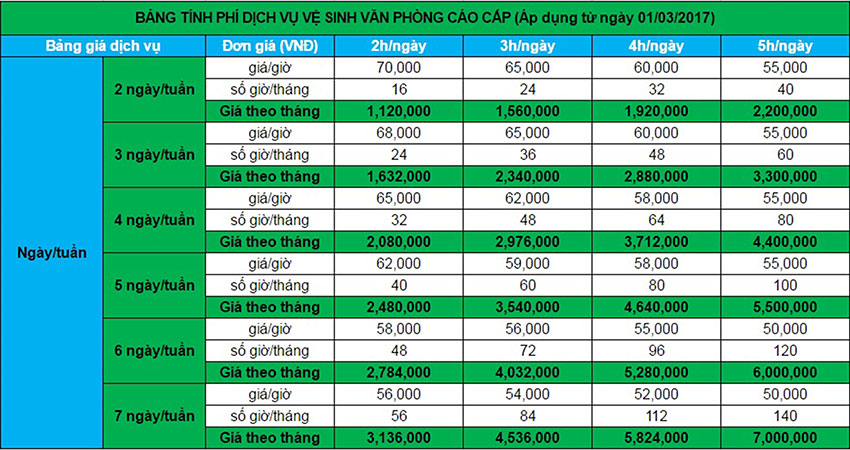 BẢNG TÍNH PHÍ DỊCH VỤ VỆ SINH VĂN PHÒNG CÁO CẤP (Áp dụng từ ngày 01/03/2017)
Bảng giá dịch vụ Đơn giá (VNĐ) 2h/ngày 3h/ngày 4h/ngày 5h/ngày
Ngày/tuần
2 ngày/tuần
giá/giờ 70,000 65,000 60,000 55,000
số giờ/tháng 16 24 32 40
Giá theo tháng 1,120,000 1,560,000 1,920,000 2,200,000
3 ngày/tuần
giá/giờ 68,000 65,000 60,000 55,000
số giờ/tháng 24 36 48 60
Giá theo tháng 1,632,000 2,340,000 2,880,000 3,300,000
4 ngày/tuần
giá/giờ 65,000 62,000 58,000 55,000
số giờ/tháng 32 48 64 80
Giá theo tháng 2,080,000 2,976,000 3,712,000 4,400,000
5 ngày/tuần
giá/giờ 62,000 59,000 58,000 55,000
số giờ/tháng 40 60 80 100
Giá theo tháng 2,480,000 3,540,000 4,640,000 5,500,000
6 ngày/tuần
giá/giờ 58,000 56,000 55,000 50,000
số giờ/tháng 48 72 96 120
Giá theo tháng 2,784,000 4,032,000 5,280,000 6,000,000
7 ngày/tuần
giá/giờ 56,000 54,000 52,000 50,000
số giờ/tháng 56 84 112 140
Giá theo tháng 3,136,000 4,536,000 5,824,000 7,000,000